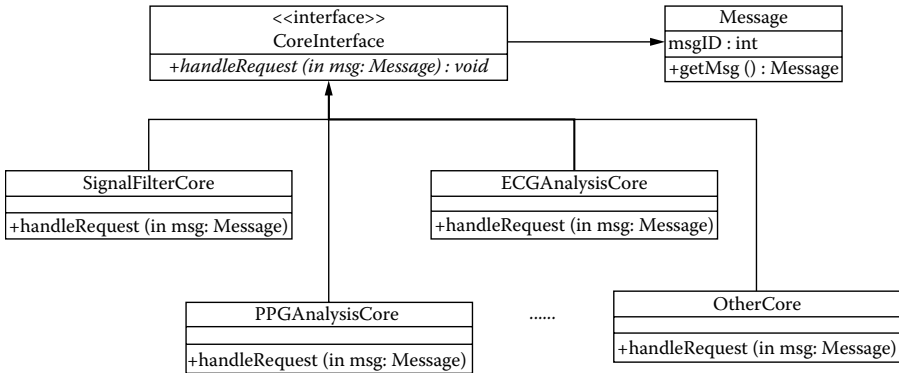 <<interface>>
CoreInterface
+handleRequest (in msg: Message) : void
Message
msgID : int
+getMsg () : Message
SignalFilterCore
+handleRequest (in msg: Message)
ECGAnalysisCore
+handleRequest (in msg: Message)
PPGAnalysisCore
+handleRequest (in msg: Message)
......
OtherCore
+handleRequest (in msg: Message)